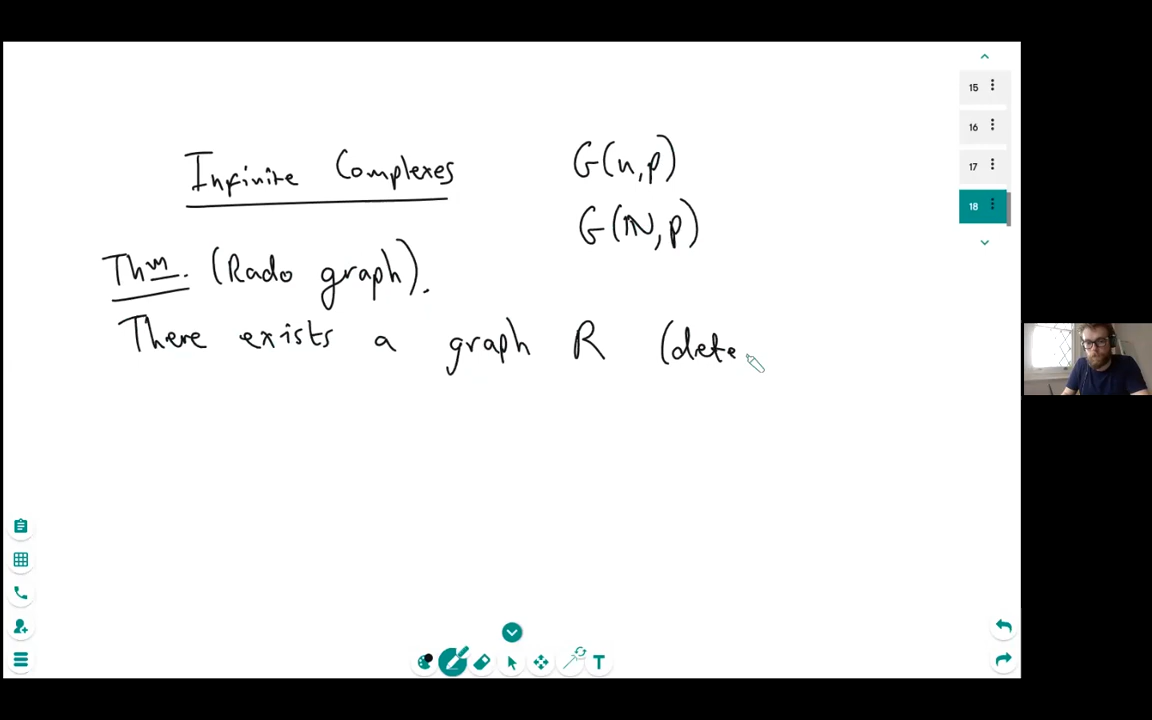 Infinite Complexes
G(n,p)
G(ℕ,p)
Thm. (Rado graph).
There exists a graph R (dete
15
16
17
18
T